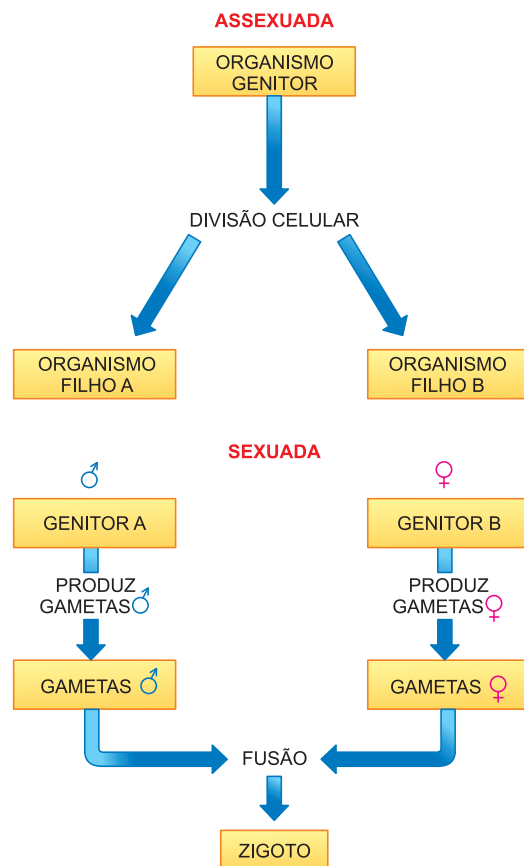 ASSEXUADA
ORGANISMO
GENITOR
DIVISÃO CELULAR
ORGANISMO
FILHO A
ORGANISMO
FILHO B
SEXUADA
♂
♀
GENITOR A
GENITOR B
PRODUZ
GAMETAS ♂
PRODUZ
GAMETAS ♀
GAMETAS ♂
GAMETAS ♀
FUSÃO
ZIGOTO